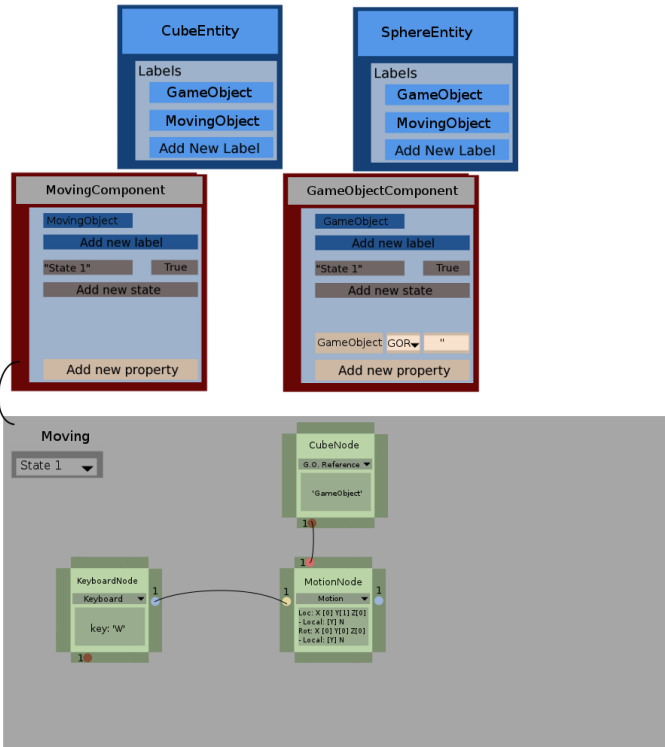 CubeEntity
Labels
GameObject
MovingObject
Add New Label
SphereEntity
Labels
GameObject
MovingObject
Add New Label
MovingComponent
MovingObject
Add new label
"State 1" True
Add new state
Add new property
GameObjectComponent
GameObject
Add new label
"State 1" True
Add new state
GameObject GOR "
Add new property
Moving
State 1
CubeNode
G.O. Reference
'GameObject'
1
KeyboardNode
Keyboard
1
key: 'W'
1
1
MotionNode
1 Motion 1
Loc: X [0] Y[1] Z[0]
- Local: [Y] N
Rot: X [0] Y[0] Z[0]
- Local: [Y] N